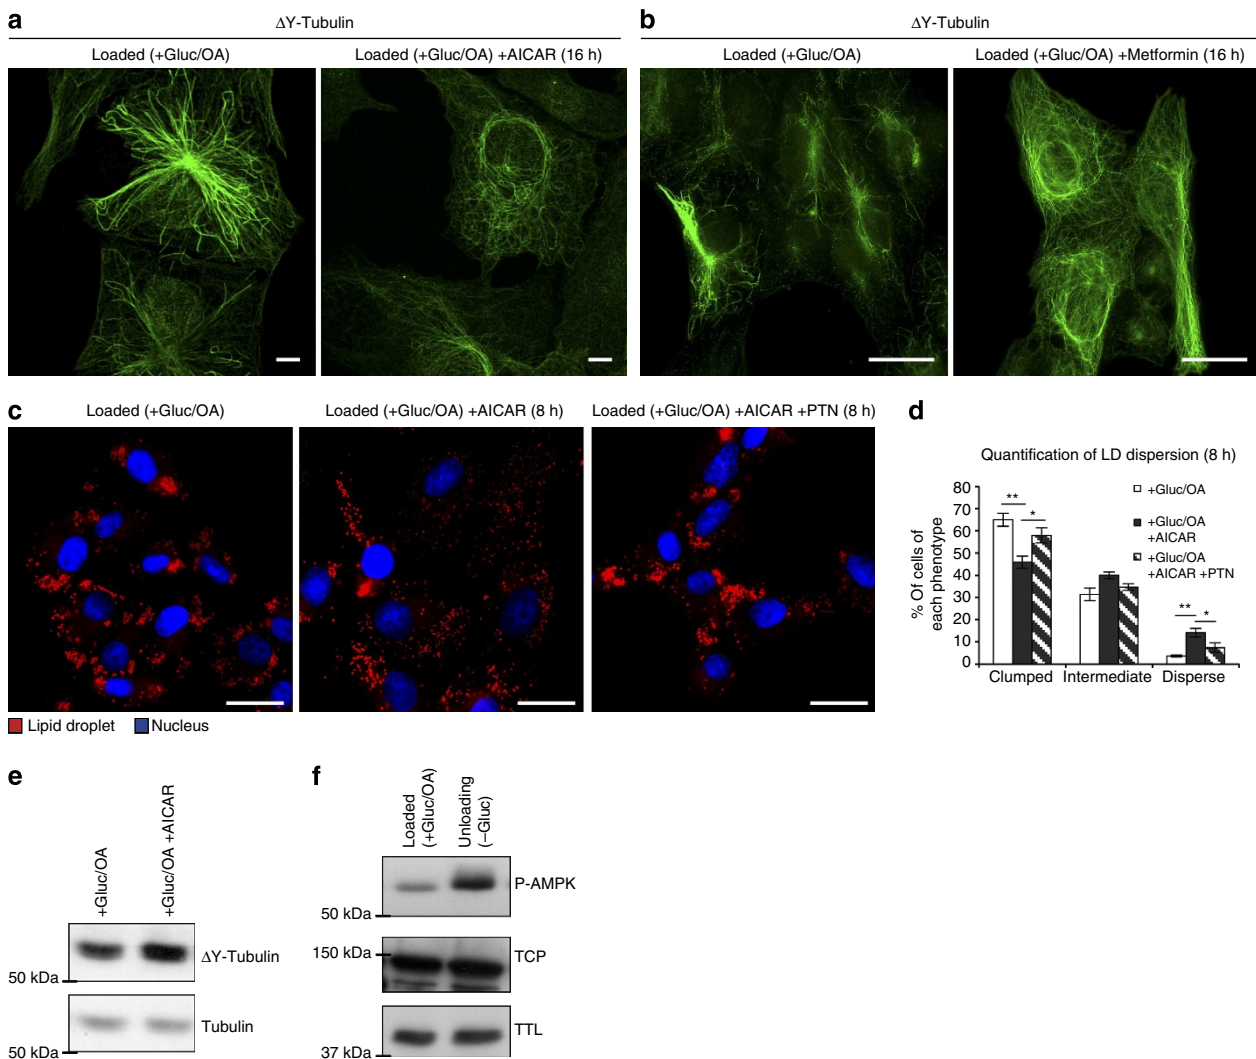 a
ΔY-Tubulin
Loaded (+Gluc/OA)
Loaded (+Gluc/OA) +AICAR (16 h)
b
ΔY-Tubulin
Loaded (+Gluc/OA)
Loaded (+Gluc/OA) +Metformin (16 h)
c
Loaded (+Gluc/OA)
Loaded (+Gluc/OA) +AICAR (8 h)
Loaded (+Gluc/OA) +AICAR +PTN (8 h)
Lipid droplet
Nucleus
d
Quantification of LD dispersion (8 h)
% Of cells of
each phenotype
80
70
60
50
40
30
20
10
0
**
*
**
*
+Gluc/OA
+Gluc/OA
+AICAR
+Gluc/OA
+AICAR +PTN
Clumped
Intermediate
Disperse
e
+Gluc/OA
+Gluc/OA +AICAR
ΔY-Tubulin
50 kDa
Tubulin
50 kDa
f
Loaded
(+Gluc/OA)
Unloading
(−Gluc)
P-AMPK
50 kDa
150 kDa
TCP
TTL
37 kDa